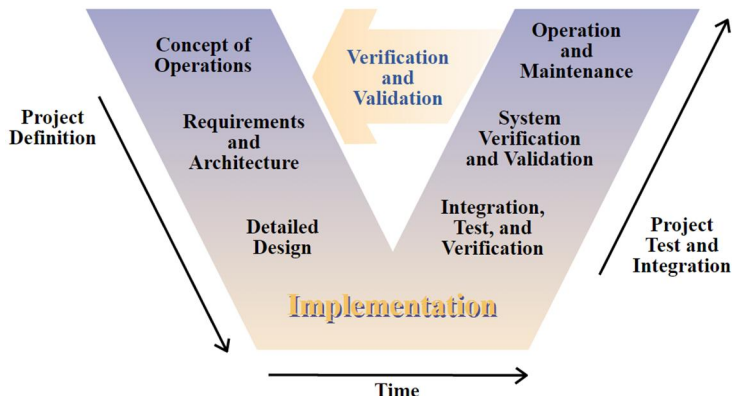 Concept of
Operations
Verification
and
Validation
Operation
and
Maintenance
Project
Definition
Requirements
and
Architecture
System
Verification
and Validation
Detailed
Design
Integration,
Test, and
Verification
Project
Test and
Integration
Implementation
Time